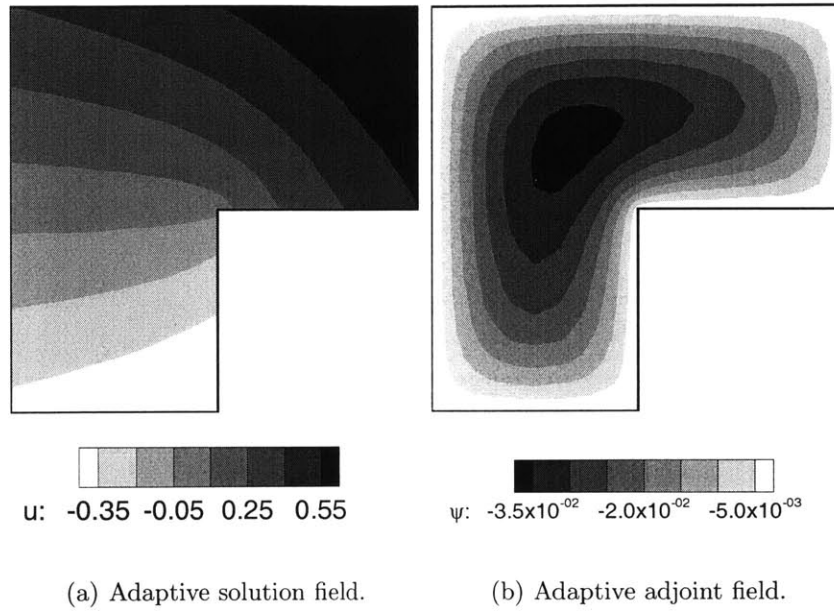 u: -0.35 -0.05 0.25 0.55
ψ: -3.5x10⁻⁰² -2.0x10⁻⁰² -5.0x10⁻⁰³
(a) Adaptive solution field.
(b) Adaptive adjoint field.